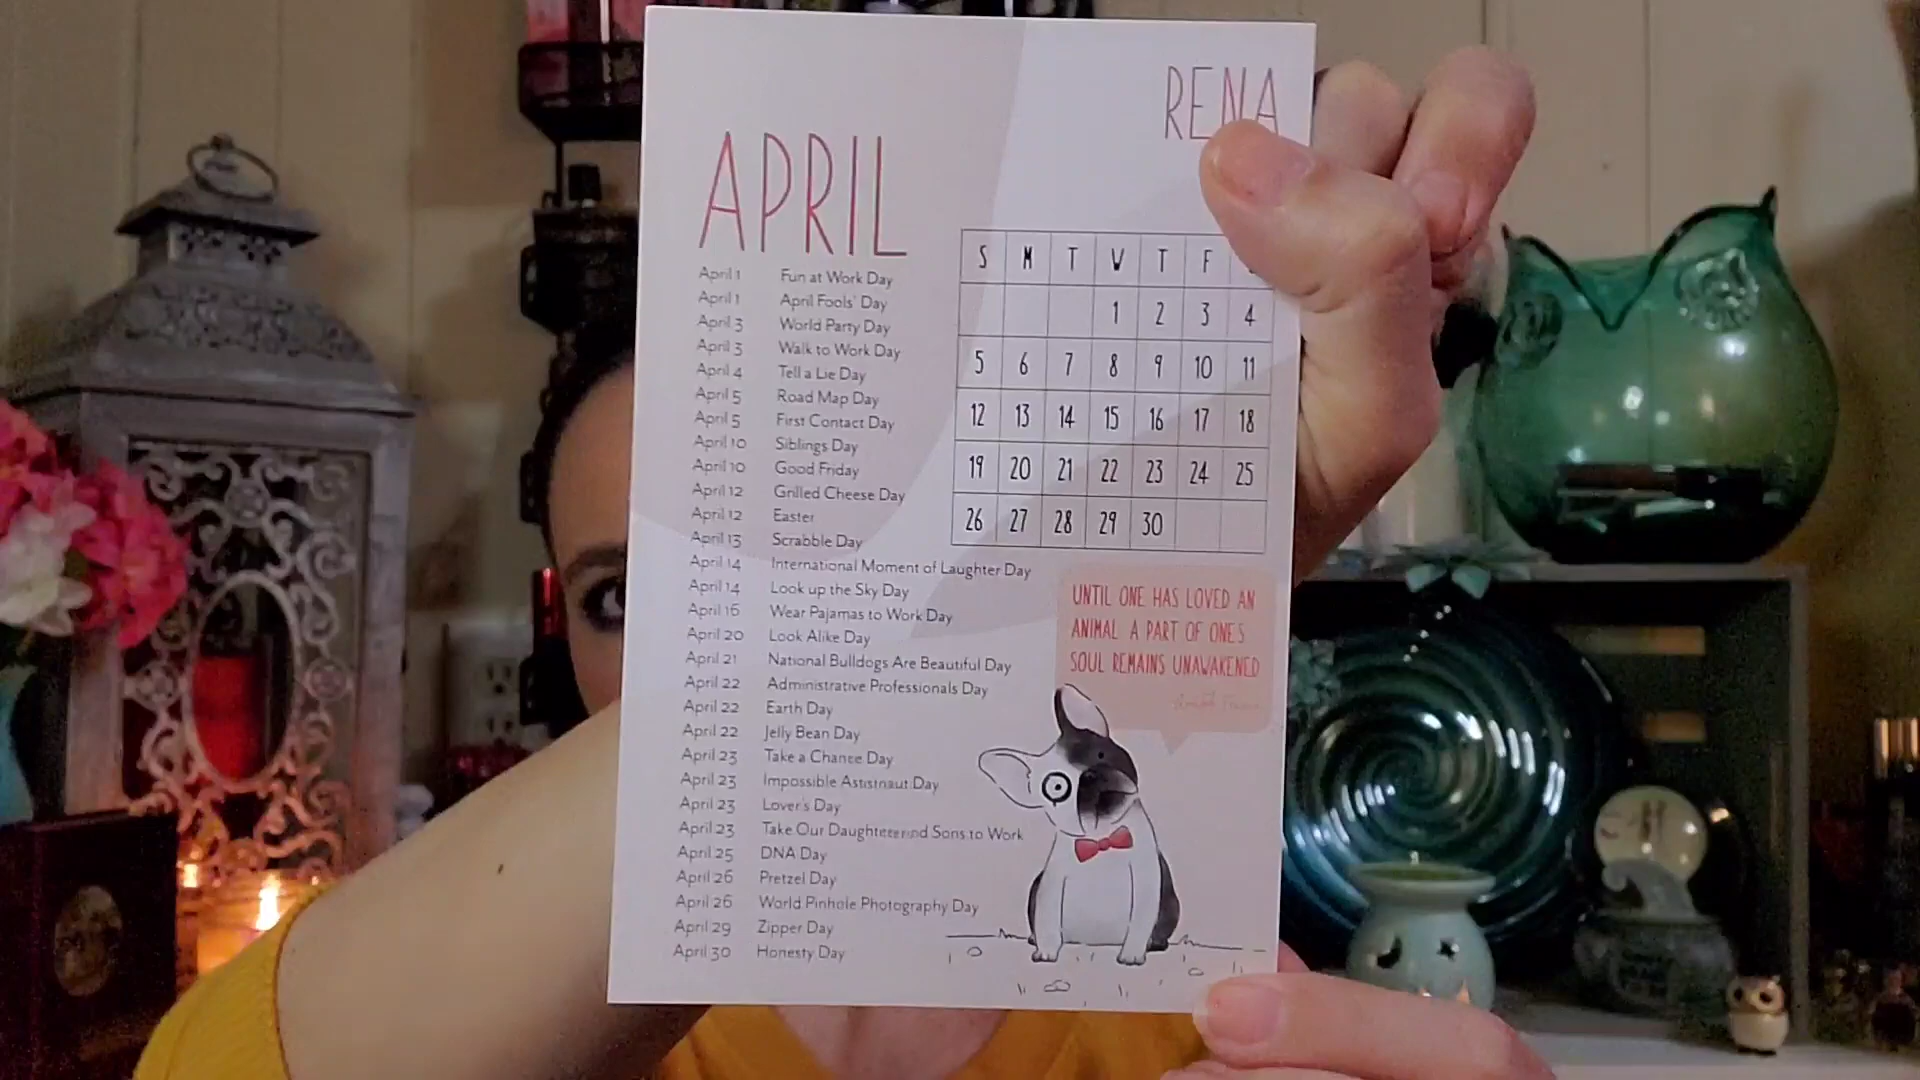 RENA
APRIL
April 1 Fun at Work Day
April 1 April Fools' Day
April 3 World Party Day
April 3 Walk to Work Day
April 4 Tell a Lie Day
April 5 Road Map Day
April 5 First Contact Day
April 10 Siblings Day
April 10 Good Friday
April 12 Grilled Cheese Day
April 12 Easter
April 13 Scrabble Day
April 14 International Moment of Laughter Day
April 14 Look up the Sky Day
April 16 Wear Pajamas to Work Day
April 20 Look Alike Day
April 21 National Bulldogs Are Beautiful Day
April 22 Administrative Professionals Day
April 22 Earth Day
April 22 Jelly Bean Day
April 23 Take a Chance Day
April 23 Impossible Day
April 23 Lover's Day
April 23 Take Our Sons to Work
April 25 DNA Day
April 26 Pretzel Day
April 26 World Pinhole Photography Day
April 29 Zipper Day
April 30 Honesty Day
S M T W T F
1 2 3 4
5 6 7 8 9 10 11
12 13 14 15 16 17 18
19 20 21 22 23 24 25
26 27 28 29 30
UNTIL ONE HAS LOVED AN
ANIMAL A PART OF ONE'S
SOUL REMAINS UNAWAKENED